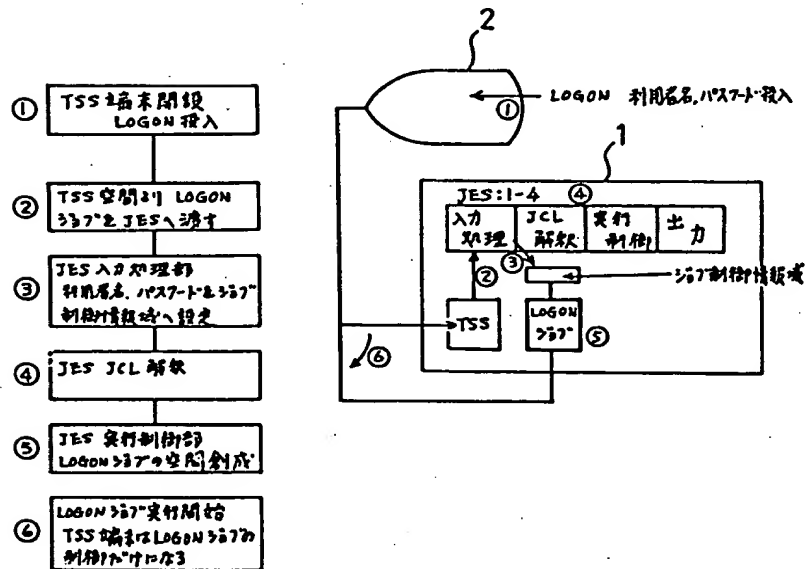 ① TSS端末開設
LOGON投入
② TSS空間より LOGON
ジョブを JESへ渡す
③ JES入力処理部
利用者名、パスワードをジョブ
制御情報域へ設定
④ JES JCL 解釈
⑤ JES 実行制御部
LOGONジョブの空間創成
⑥ LOGONジョブ実行開始
TSS端末はLOGONジョブの
制御だけになる
2
① LOGON 利用者名、パスワード投入
1
JES:1-4 ④
入力
処理
JCL
解釈
実行
制御
出
力
②
③
ジョブ制御情報域
TSS
LOGON
ジョブ
⑤
⑥